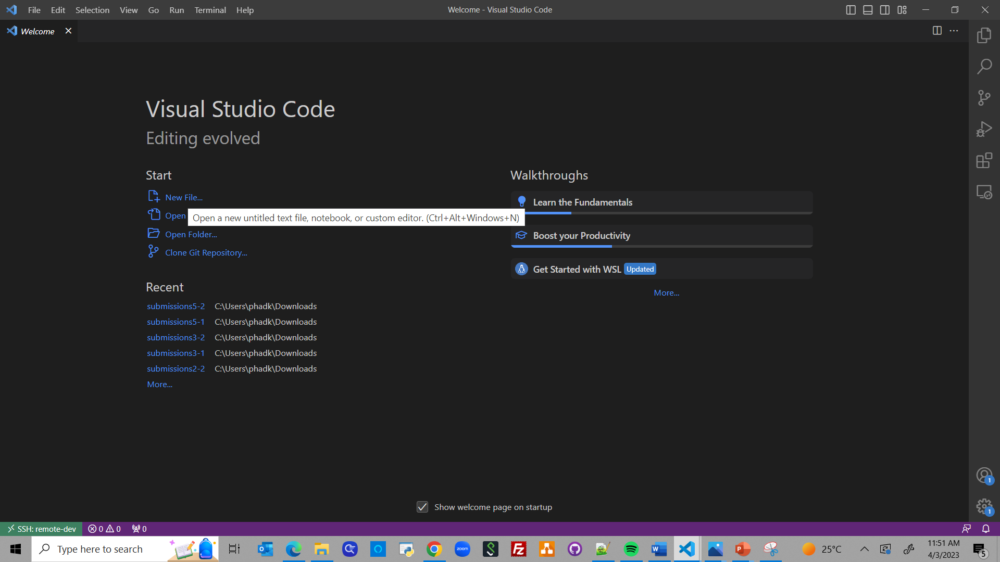 File Edit Selection View Go Run Terminal Help
Welcome - Visual Studio Code
Welcome
Visual Studio Code
Editing evolved
Start
New File...
Open
Open a new untitled text file, notebook, or custom editor. (Ctrl+Alt+Windows+N)
Open Folder...
Clone Git Repository...
Recent
submissions5-2 C:\Users\phadk\Downloads
submissions5-1 C:\Users\phadk\Downloads
submissions3-2 C:\Users\phadk\Downloads
submissions3-1 C:\Users\phadk\Downloads
submissions2-2 C:\Users\phadk\Downloads
More...
Walkthroughs
Learn the Fundamentals
Boost your Productivity
Get Started with WSL Updated
More...
Show welcome page on startup
1
1
SSH: remote-dev 0 0 0
Type here to search
zoom
25°C
11:51 AM
4/3/2023
5